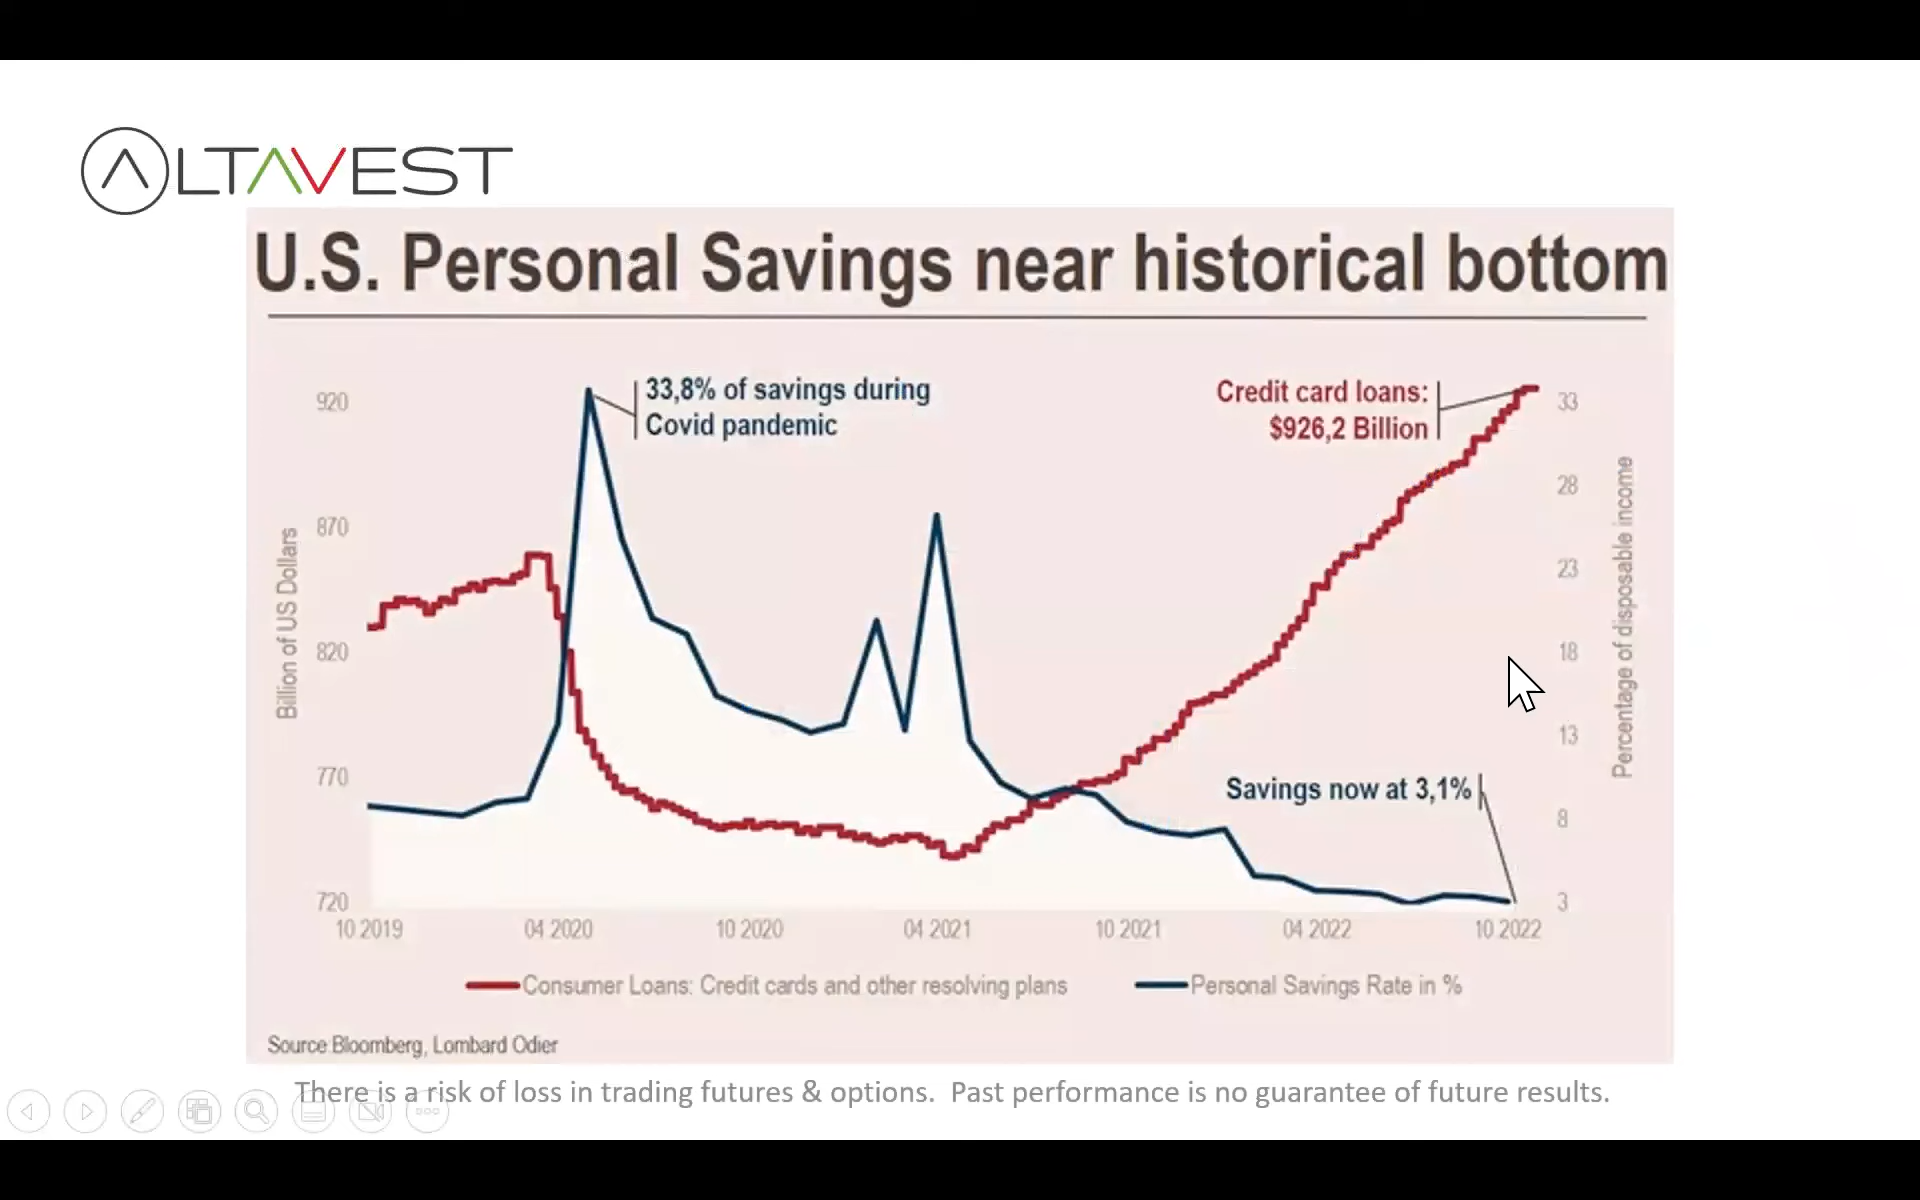 ALTAVEST
U.S. Personal Savings near historical bottom
33,8% of savings during
Covid pandemic
Credit card loans:
$926,2 Billion
Savings now at 3,1%
Billion of US Dollars
920
870
820
770
720
Percentage of disposable income
33
28
23
18
13
8
3
10 2019
04 2020
10 2020
04 2021
10 2021
04 2022
10 2022
Consumer Loans: Credit cards and other resolving plans
Personal Savings Rate in %
Source Bloomberg, Lombard Odier
There is a risk of loss in trading futures & options. Past performance is no guarantee of future results.